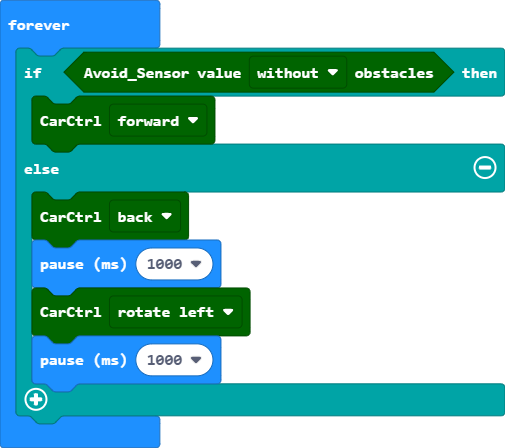 forever
if Avoid_Sensor value without obstacles then
CarCtrl forward
else
CarCtrl back
pause (ms) 1000
CarCtrl rotate left
pause (ms) 1000